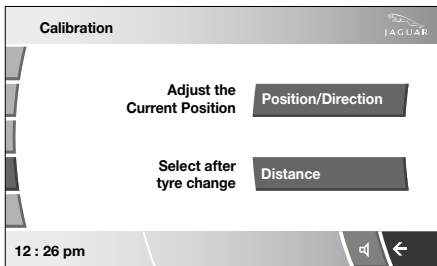 Calibration
JAGUAR
Adjust the
Current Position
Position/Direction
Select after
tyre change
Distance
12 : 26 pm